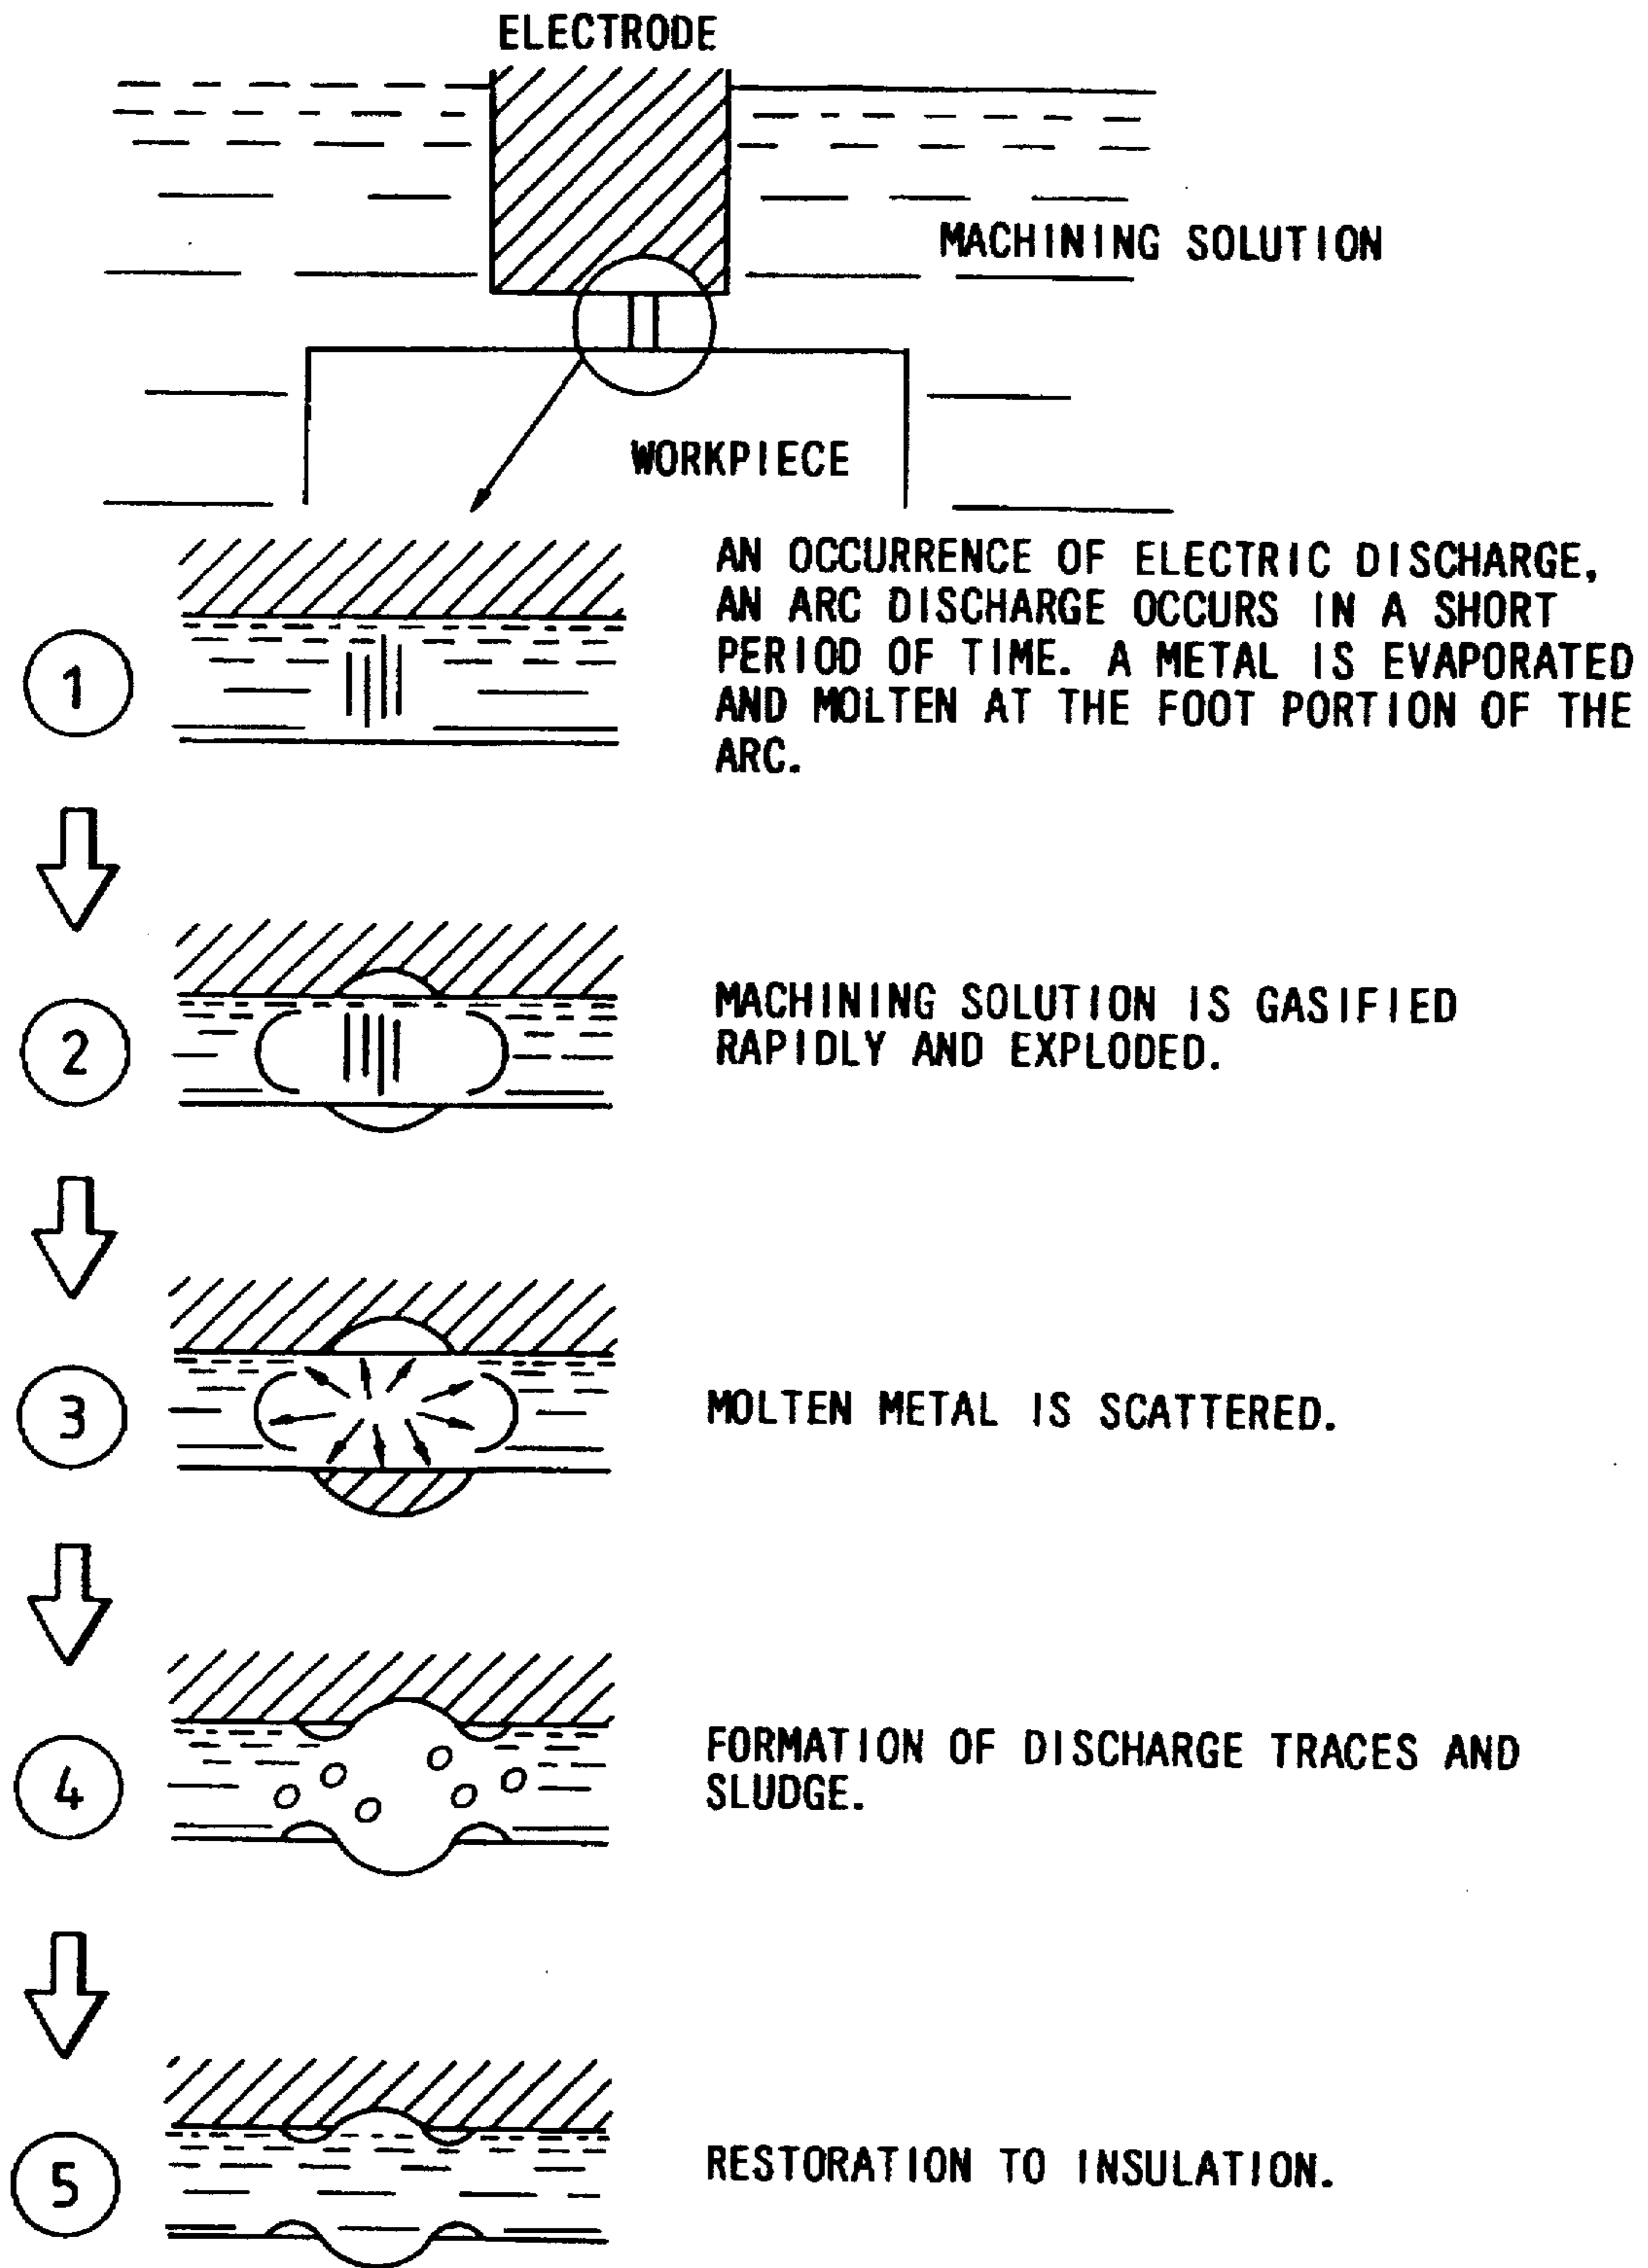 ELECTRODE
MACHINING SOLUTION
WORKPIECE
1
AN OCCURRENCE OF ELECTRIC DISCHARGE,
AN ARC DISCHARGE OCCURS IN A SHORT
PERIOD OF TIME. A METAL IS EVAPORATED
AND MOLTEN AT THE FOOT PORTION OF THE
ARC.
2
MACHINING SOLUTION IS GASIFIED
RAPIDLY AND EXPLODED.
3
MOLTEN METAL IS SCATTERED.
4
FORMATION OF DISCHARGE TRACES AND
SLUDGE.
5
RESTORATION TO INSULATION.